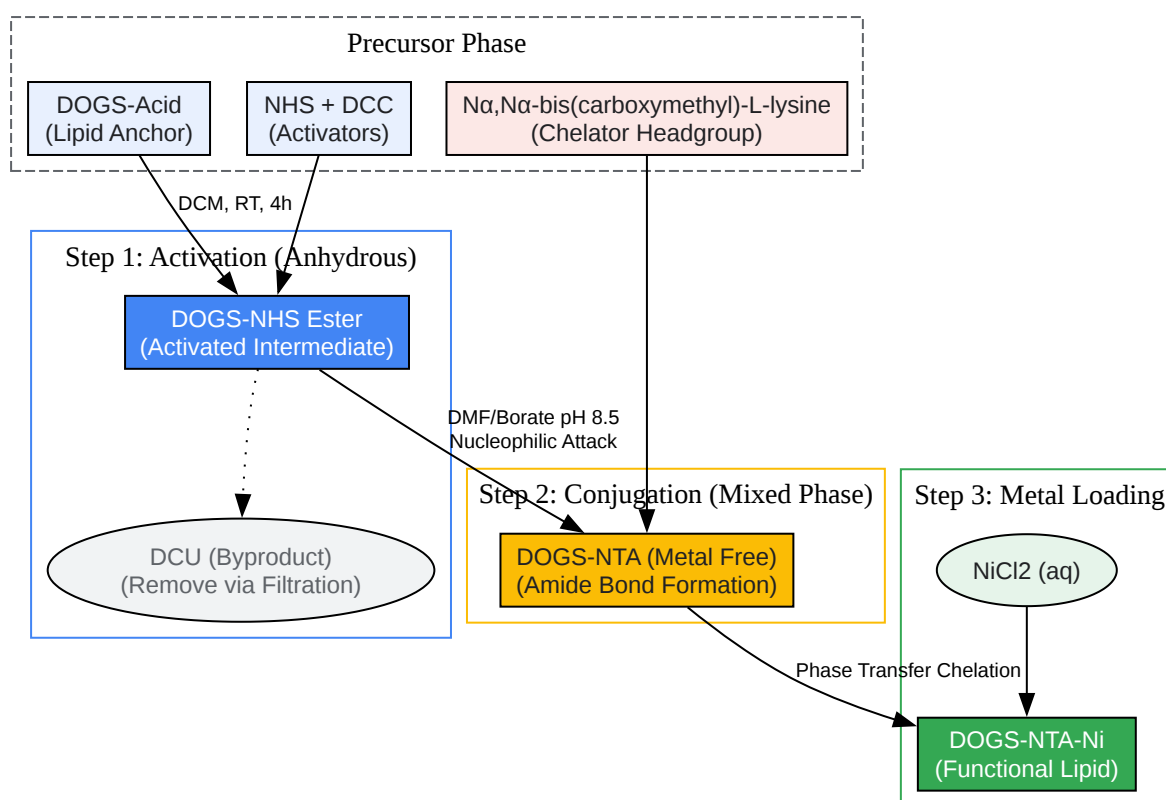 Precursor Phase
DOGS-Acid
(Lipid Anchor)
NHS + DCC
(Activators)
Nα,Nα-bis(carboxymethyl)-L-lysine
(Chelator Headgroup)
DCM, RT, 4h
Step 1: Activation (Anhydrous)
DOGS-NHS Ester
(Activated Intermediate)
DMF/Borate pH 8.5
Nucleophilic Attack
Step 2: Conjugation (Mixed Phase)
Step 3: Metal Loading
DCU (Byproduct)
(Remove via Filtration)
DOGS-NTA (Metal Free)
(Amide Bond Formation)
NiCl2 (aq)
Phase Transfer Chelation
DOGS-NTA-Ni
(Functional Lipid)